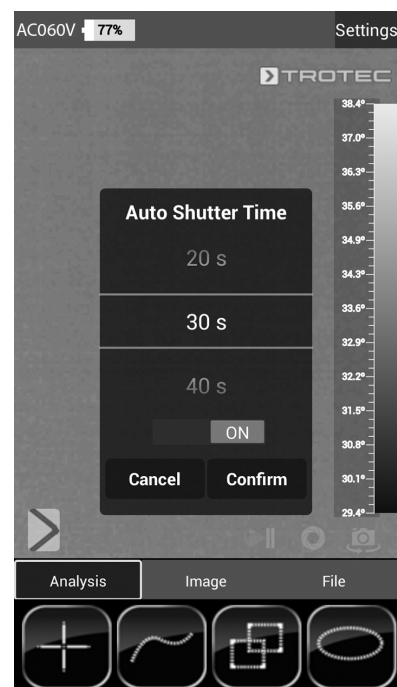 AC060V 77% Settings
TROTEC
38.4°
37.0°
36.3°
35.6°
34.9°
34.3°
33.6°
32.9°
32.2°
31.5°
30.8°
30.1°
29.4°
Auto Shutter Time
20 s
30 s
40 s
ON
Cancel Confirm
Analysis Image File